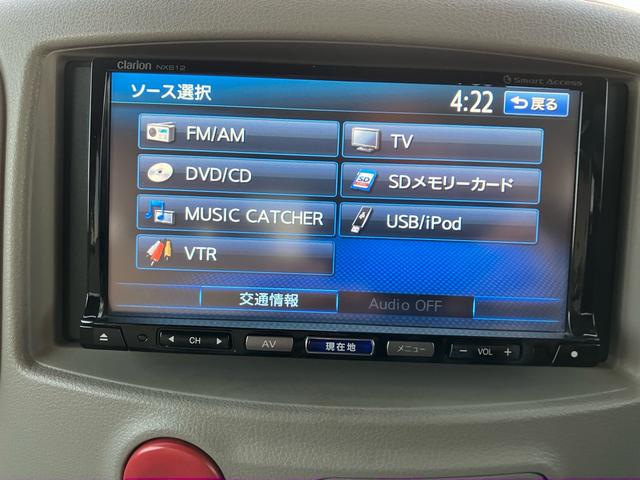 Clarion NX612
Smart Access
ソース選択
4:22
戻る
FM/AM
TV
DVD/CD
SD
SDメモリーカード
MUSIC CATCHER
USB/iPod
VTR
交通情報
Audio OFF
CH
AV
現在地
メニュー
− VOL +